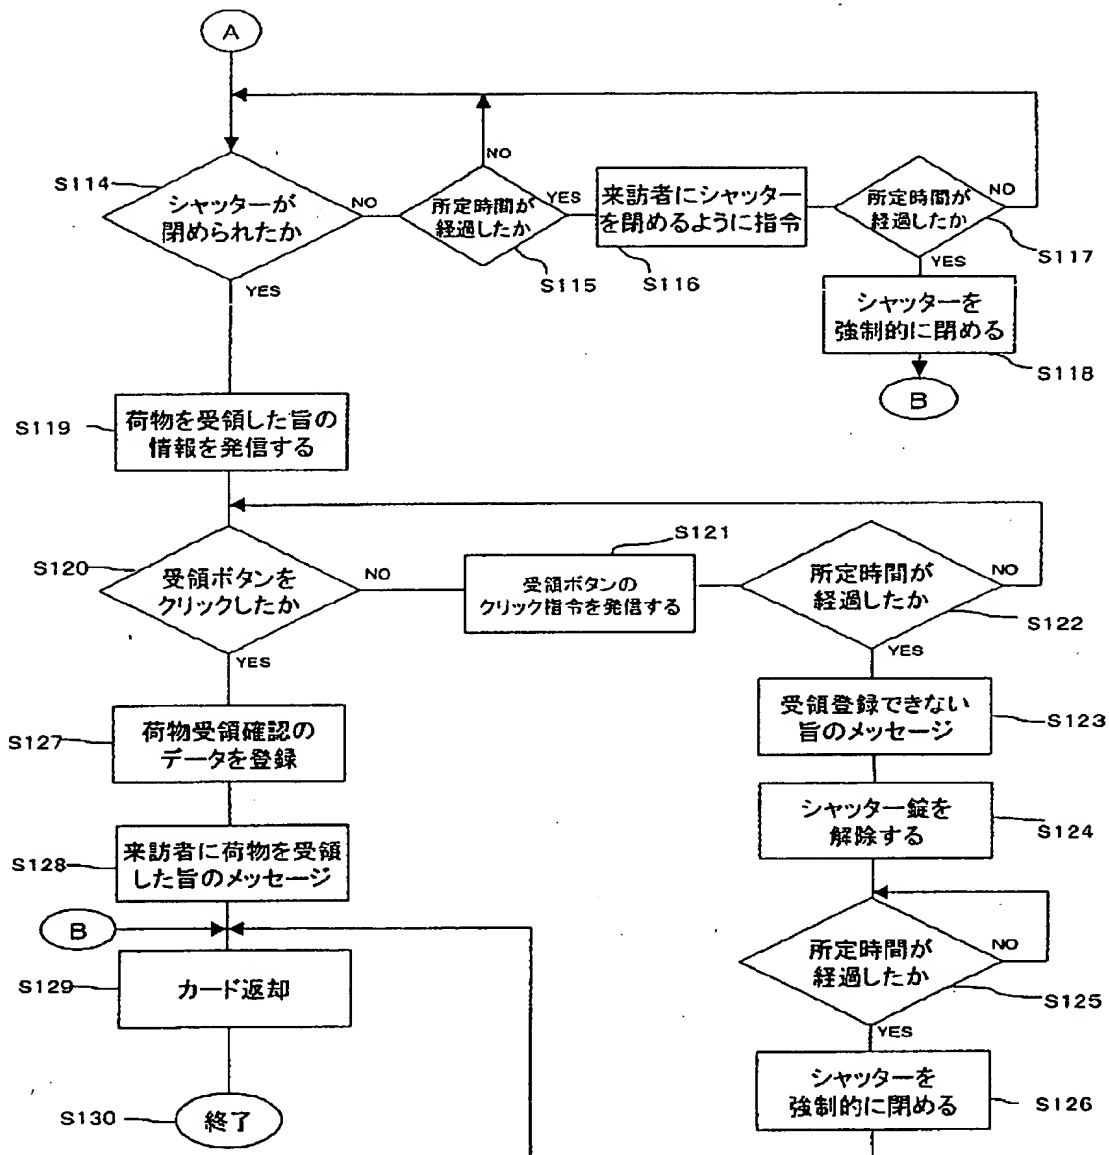 A
S114
シャッターが
閉められたか
NO
YES
所定時間が
経過したか
NO
YES
S115
来訪者にシャッター
を閉めるように指令
S116
所定時間が
経過したか
NO
YES
S117
シャッターを
強制的に閉める
S118
B
S119
荷物を受領した旨の
情報を発信する
S120
受領ボタンを
クリックしたか
NO
YES
S121
受領ボタンの
クリック指令を発信する
所定時間が
経過したか
NO
YES
S122
受領登録できない
旨のメッセージ
S123
シャッター錠を
解除する
S124
所定時間が
経過したか
NO
YES
S125
シャッターを
強制的に閉める
S126
S127
荷物受領確認の
データを登録
S128
来訪者に荷物を受領
した旨のメッセージ
B
S129
カード返却
S130
終了